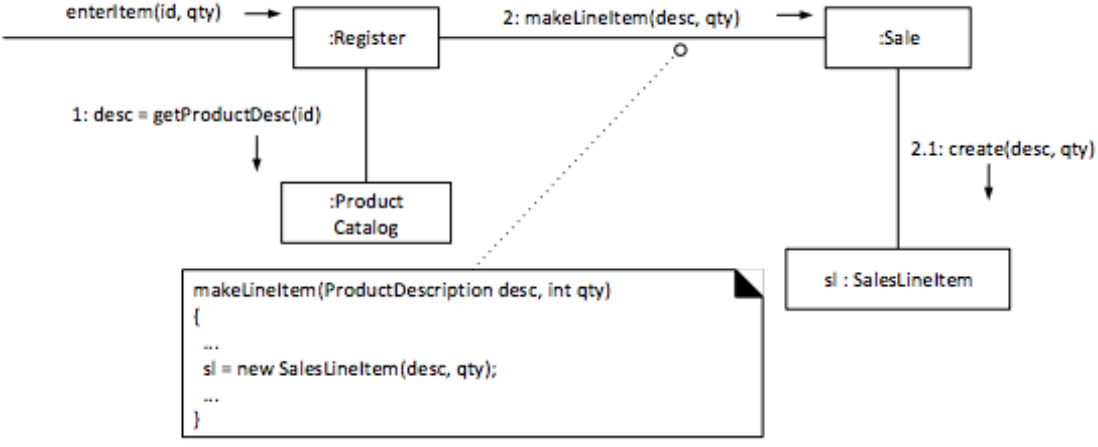 enterItem(id, qty)
2: makeLineItem(desc, qty)
:Register
:Sale
1: desc = getProductDesc(id)
2.1: create(desc, qty)
:Product
Catalog
sl : SalesLineItem
makeLineItem(ProductDescription desc, int qty)
{
...
sl = new SalesLineItem(desc, qty);
...
}